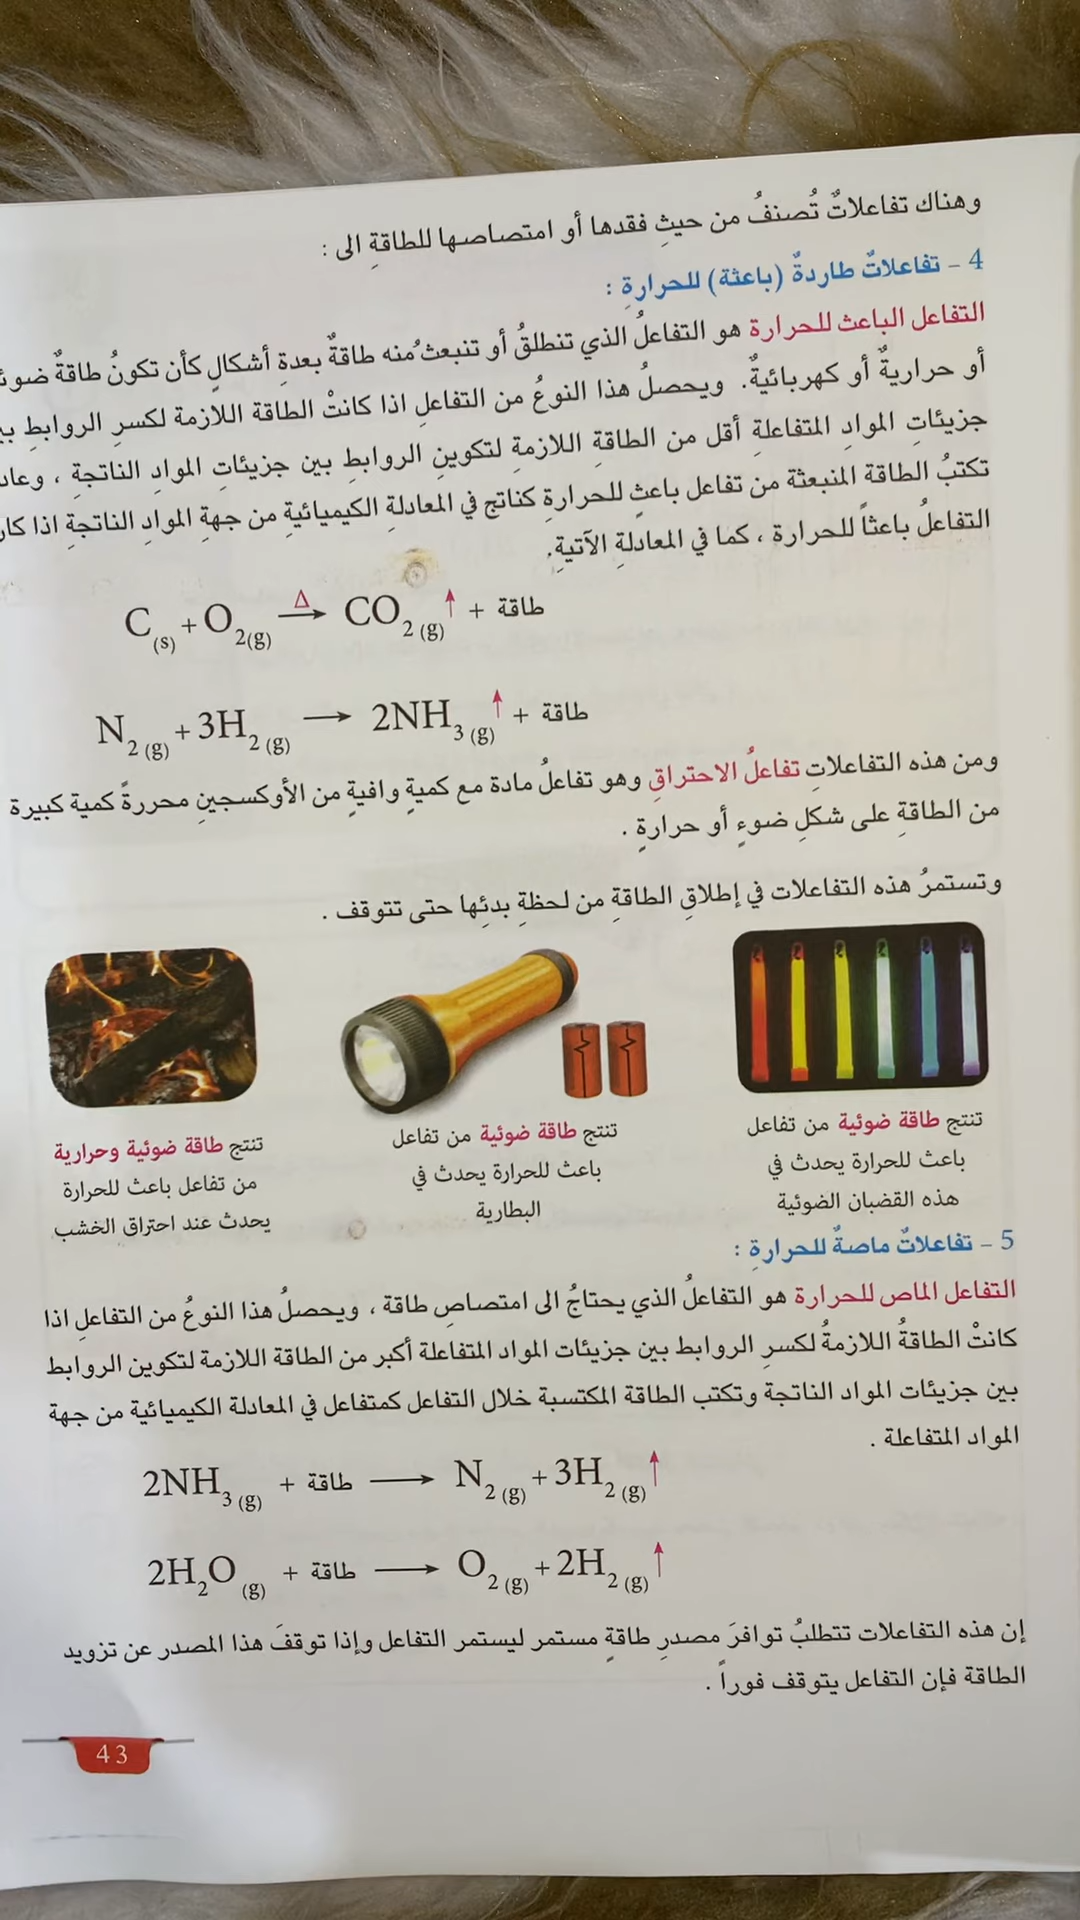 وهناك تفاعلاتٌ تُصنفُ من حيثِ فقدها أو امتصاصها للطاقةِ الى :
4 – تفاعلاتٌ طاردةٌ (باعثة) للحرارةِ :
التفاعل الباعث للحرارة هو التفاعلُ الذي تنطلقُ أو تنبعثُ منه طاقةٌ بعدةِ أشكالٍ كأن تكونُ طاقةٌ
أو حراريةٌ أو كهربائيةٌ. ويحصلُ هذا النوعُ من التفاعلِ اذا كانتْ الطاقة اللازمة لكسرِ الروابطِ
جزيئاتِ الموادِ المتفاعلةِ أقل من الطاقةِ اللازمةِ لتكوينِ الروابطِ بين جزيئاتِ الموادِ الناتجةِ ،
تكتبُ الطاقة المنبعثة من تفاعل باعثٍ للحرارةِ كناتج في المعادلةِ الكيميائيةِ من جهةِ الموادِ الناتجةِ اذا
التفاعلُ باعثاً للحرارة ، كما في المعادلةِ الآتيةِ.
C(s) + O2(g) Δ→ CO2 (g)↑ + طاقة
N2 (g) + 3H2 (g) → 2NH3 (g)↑ + طاقة
ومن هذه التفاعلاتِ تفاعلُ الاحتراقِ وهو تفاعلُ مادة مع كميةٍ وافيةٍ من الأوكسجينِ محررةً كمية كبيرة
من الطاقةِ على شكلِ ضوءٍ أو حرارةٍ .
وتستمرُ هذه التفاعلات في إطلاقِ الطاقةِ من لحظةِ بدئِها حتى تتوقف .
تنتج طاقة ضوئية من تفاعل
باعث للحرارة يحدث في
هذه القضبان الضوئية
تنتج طاقة ضوئية من تفاعل
باعث للحرارة يحدث في
البطارية
تنتج طاقة ضوئية وحرارية
من تفاعل باعث للحرارة
يحدث عند احتراق الخشب
5 – تفاعلاتٌ ماصةٌ للحرارةِ :
التفاعل الماص للحرارة هو التفاعلُ الذي يحتاجُ الى امتصاصِ طاقة ، ويحصلُ هذا النوعُ من التفاعلِ اذا
كانتْ الطاقةُ اللازمةُ لكسرِ الروابط بين جزيئات المواد المتفاعلة أكبر من الطاقة اللازمة لتكوين الروابط
بين جزيئات المواد الناتجة وتكتب الطاقة المكتسبة خلال التفاعل كمتفاعل في المعادلة الكيميائية من جهة
المواد المتفاعلة .
2NH3 (g) + طاقة → N2 (g) + 3H2 (g)↑
2H2O (g) + طاقة → O2 (g) + 2H2 (g)↑
إن هذه التفاعلات تتطلبُ توافرَ مصدرِ طاقةٍ مستمر ليستمر التفاعل وإذا توقفَ هذا المصدر عن تزويد
الطاقة فإن التفاعل يتوقف فوراً .
43